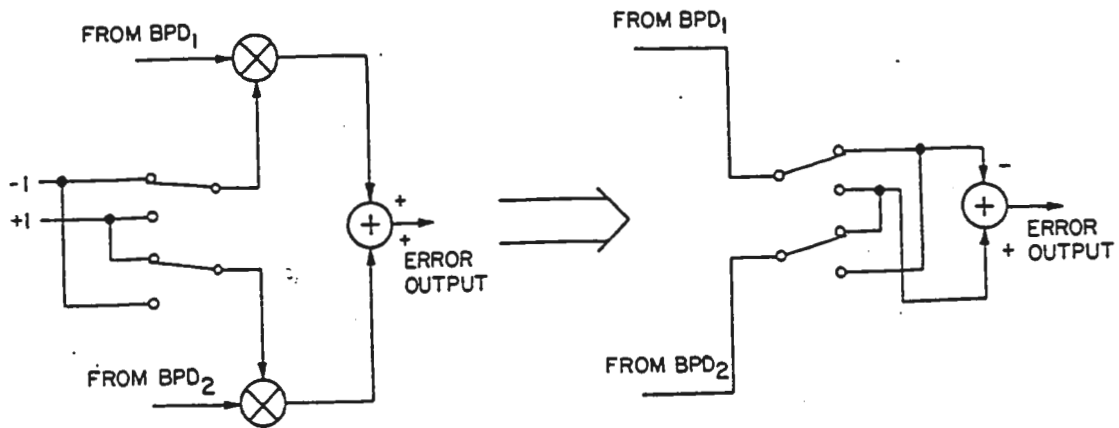 FROM BPD1
-1
+1
+
+
ERROR
OUTPUT
FROM BPD2
FROM BPD1
-
+
ERROR
OUTPUT
FROM BPD2